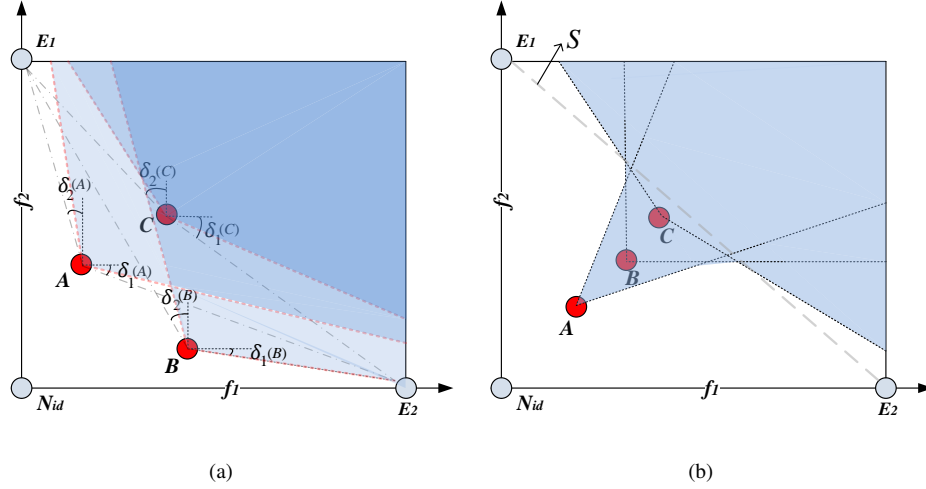 E1
f2
δ2(A)
δ2(C)
C
δ1(C)
A
δ1(A)
δ2(B)
B
δ1(B)
Nid
f1
E2
(a)
E1
S
f2
C
B
A
Nid
f1
E2
(b)